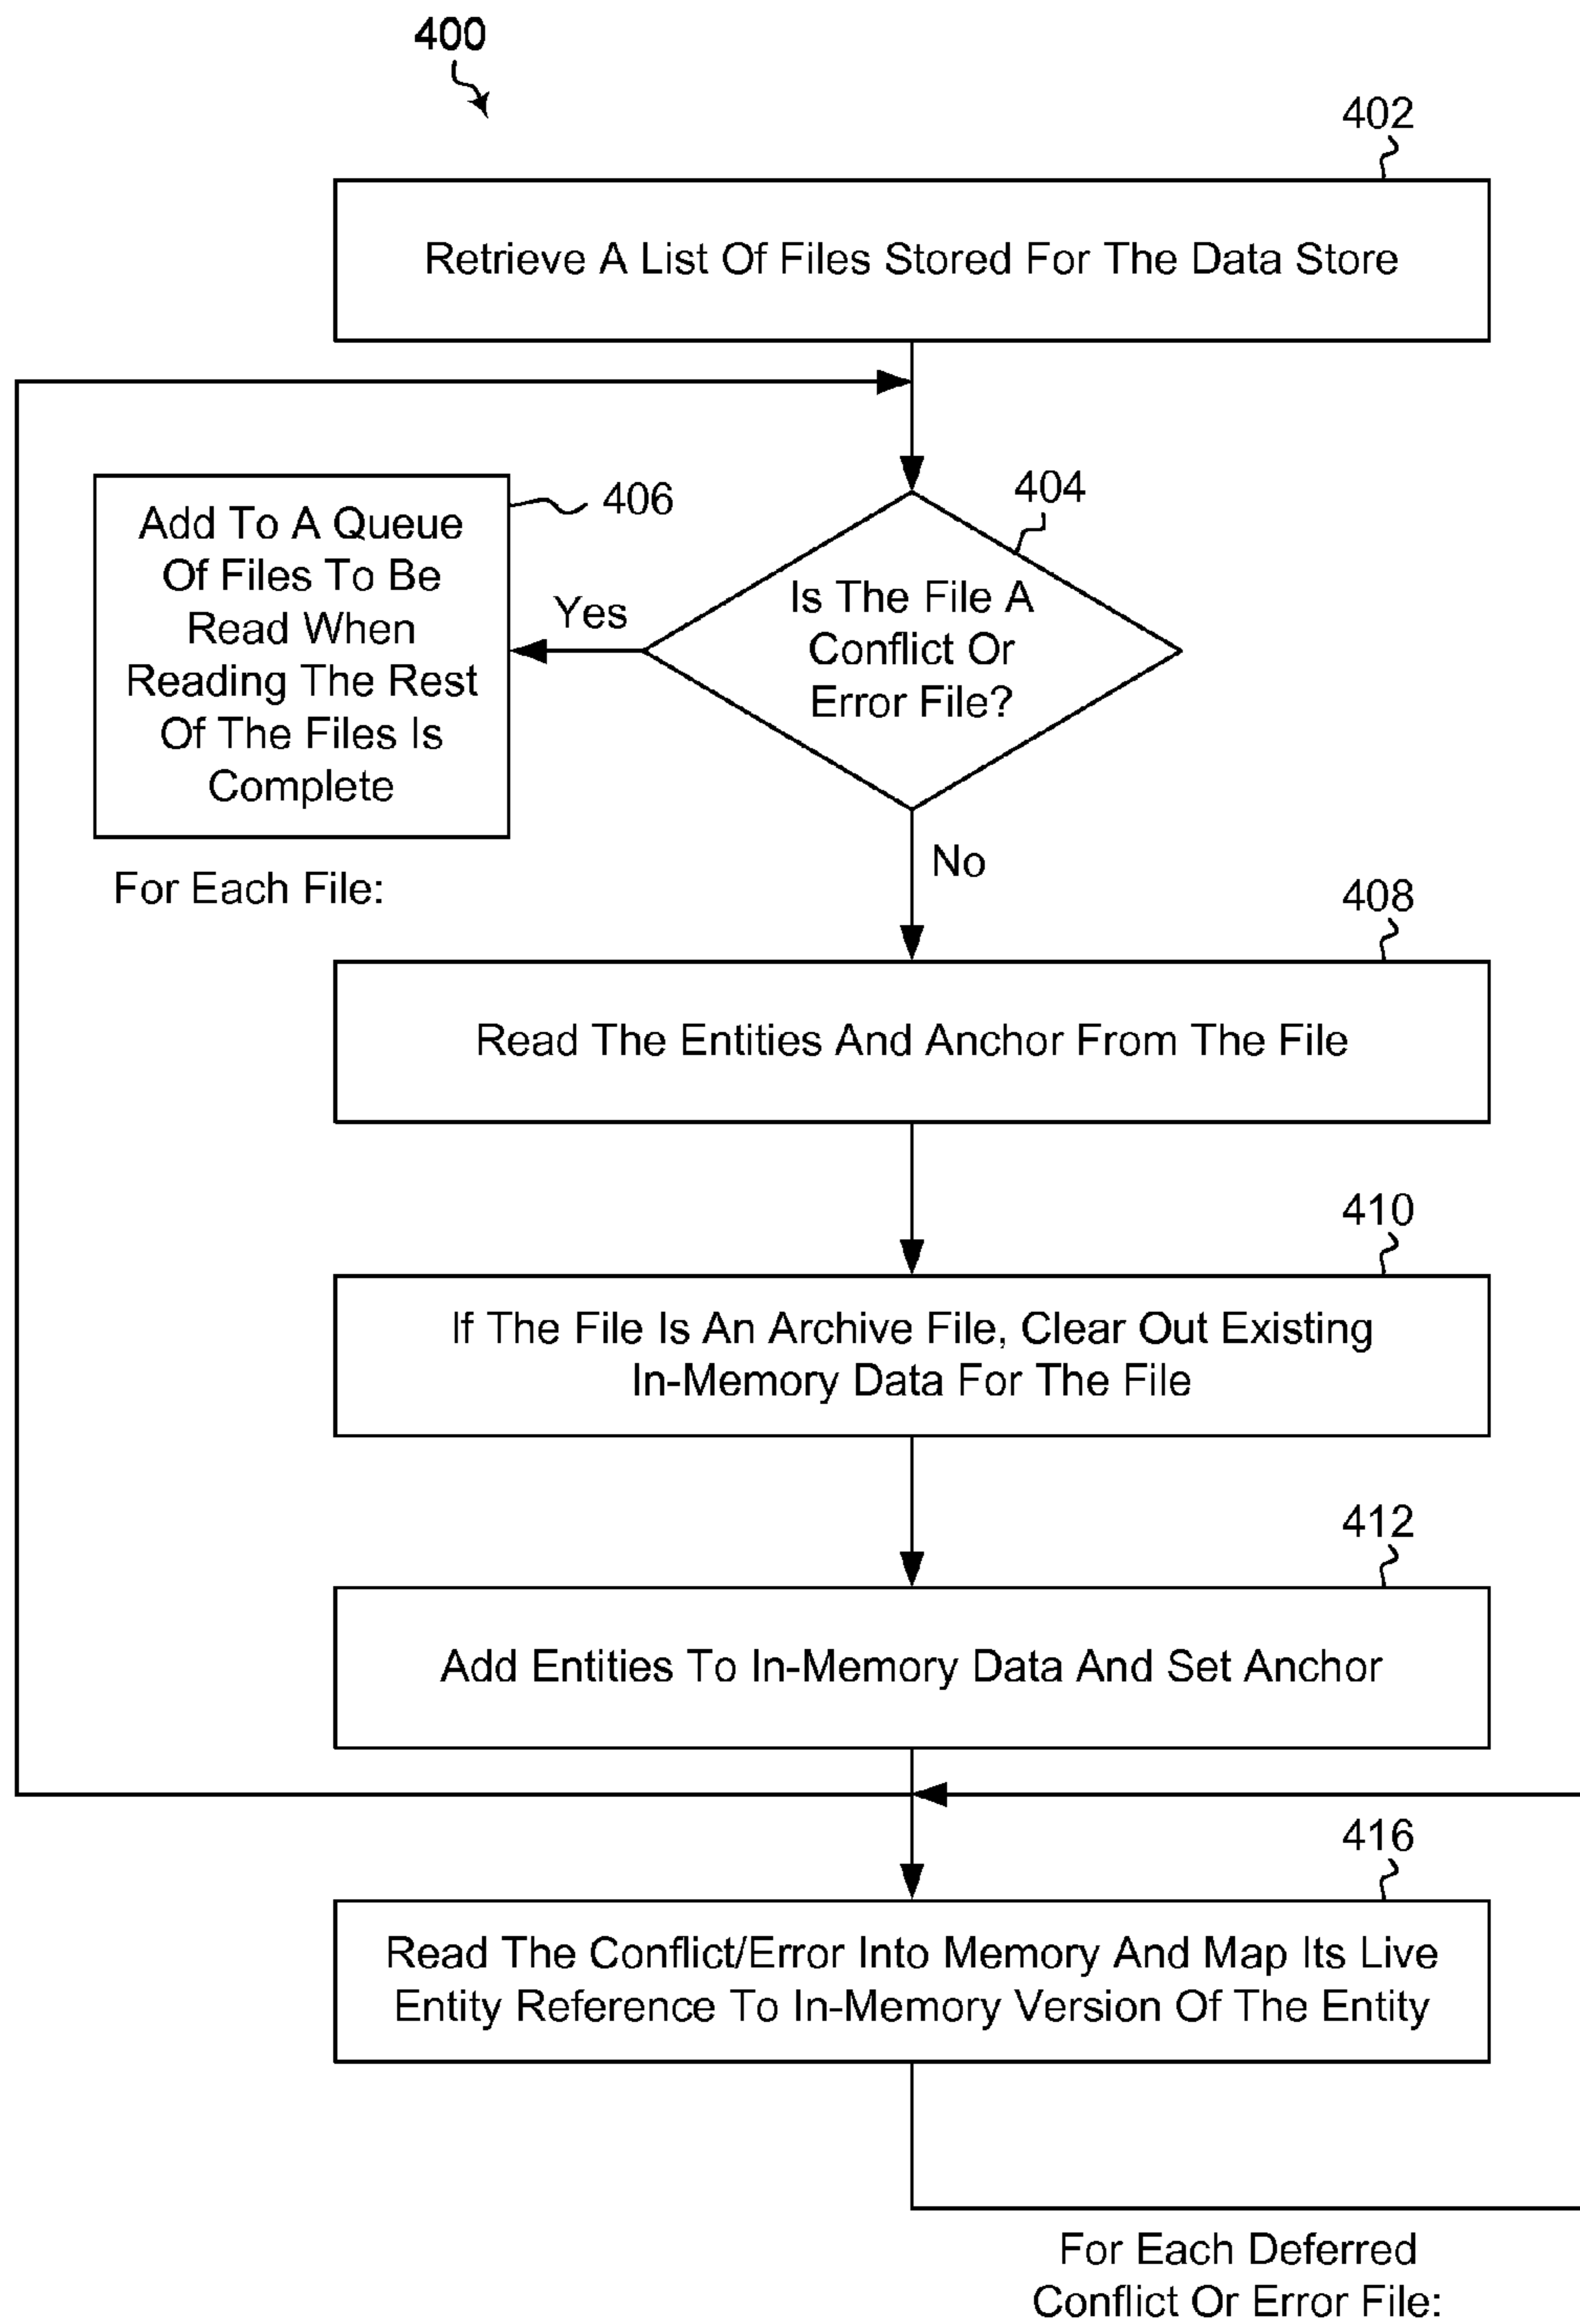 400
402
Retrieve A List Of Files Stored For The Data Store
404
Is The File A
Conflict Or
Error File?
Yes
406
Add To A Queue
Of Files To Be
Read When
Reading The Rest
Of The Files Is
Complete
For Each File:
No
408
Read The Entities And Anchor From The File
410
If The File Is An Archive File, Clear Out Existing
In-Memory Data For The File
412
Add Entities To In-Memory Data And Set Anchor
416
Read The Conflict/Error Into Memory And Map Its Live
Entity Reference To In-Memory Version Of The Entity
For Each Deferred
Conflict Or Error File: